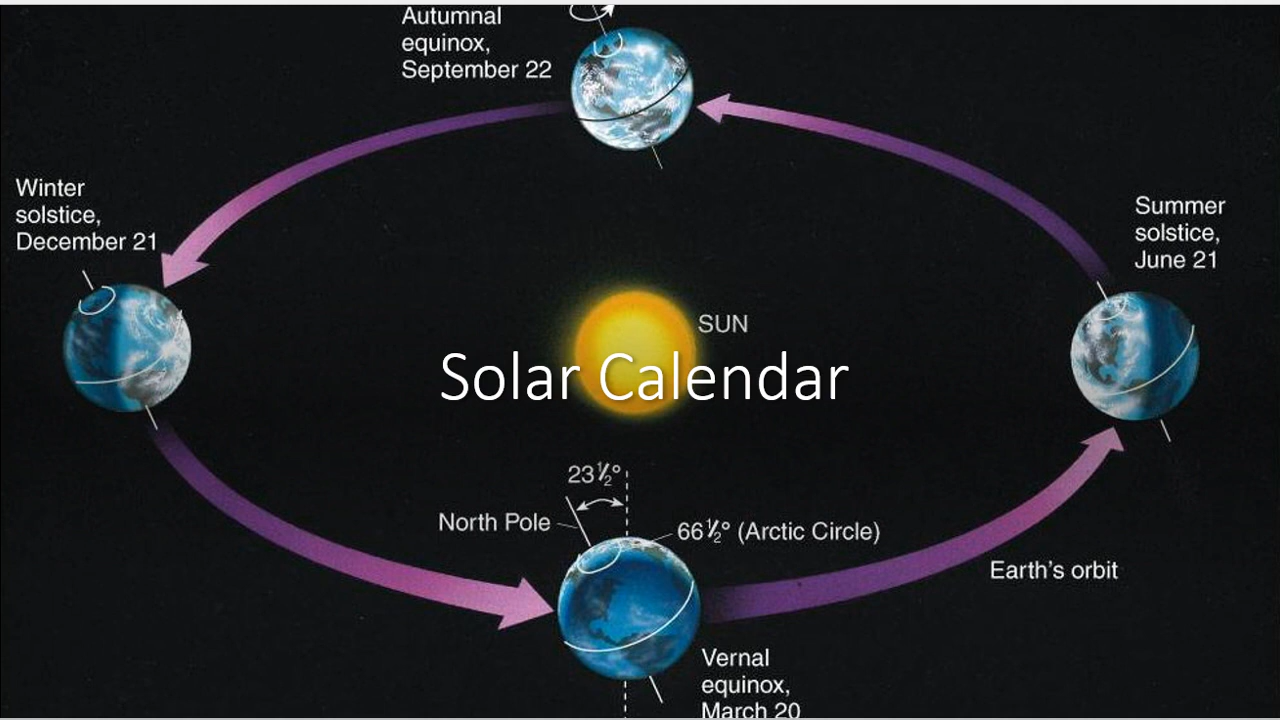 Autumnal
equinox,
September 22
Winter
solstice,
December 21
Summer
solstice,
June 21
SUN
Solar Calendar
23½°
North Pole
66½° (Arctic Circle)
Earth's orbit
Vernal
equinox,
March 20